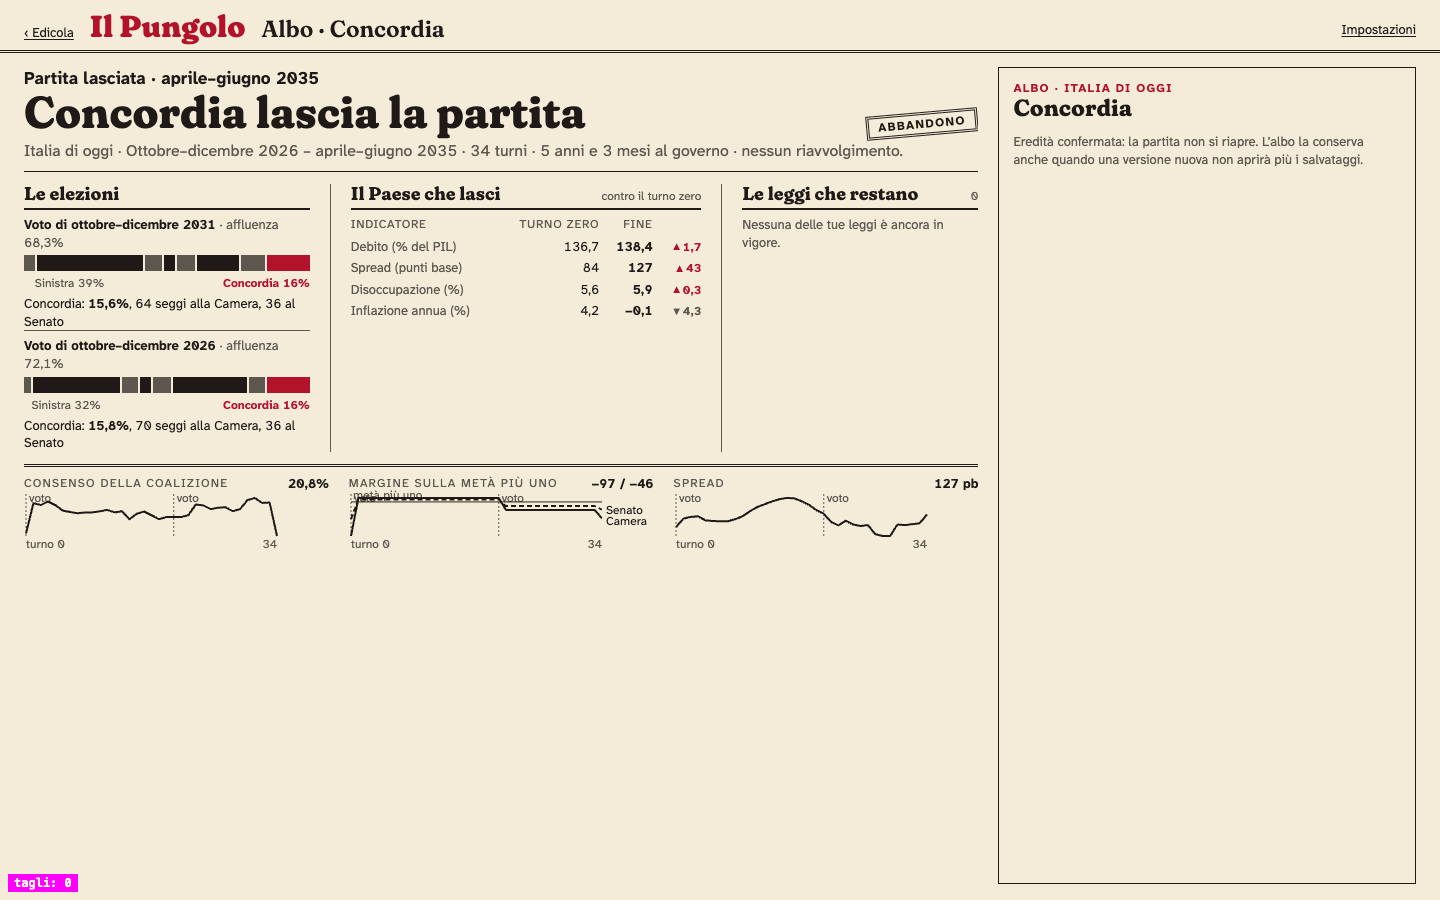 ‹ Edicola
Il Pungolo
Albo · Concordia
Impostazioni
Partita lasciata · aprile–giugno 2035
Concordia lascia la partita
ABBANDONO
Italia di oggi · Ottobre–dicembre 2026 – aprile–giugno 2035 · 34 turni · 5 anni e 3 mesi al governo · nessun riavvolgimento.
Le elezioni
Voto di ottobre–dicembre 2031 · affluenza
68,3%
Sinistra 39% Concordia 16%
Concordia: 15,6%, 64 seggi alla Camera, 36 al
Senato
Voto di ottobre–dicembre 2026 · affluenza
72,1%
Sinistra 32% Concordia 16%
Concordia: 15,8%, 70 seggi alla Camera, 36 al
Senato
Il Paese che lasci contro il turno zero
INDICATORE TURNO ZERO FINE
Debito (% del PIL) 136,7 138,4 ▲1,7
Spread (punti base) 84 127 ▲43
Disoccupazione (%) 5,6 5,9 ▲0,3
Inflazione annua (%) 4,2 −0,1 ▼4,3
Le leggi che restano 0
Nessuna delle tue leggi è ancora in
vigore.
CONSENSO DELLA COALIZIONE 20,8%
voto voto
turno 0 34
MARGINE SULLA METÀ PIÙ UNO −97 / −46
metà più uno voto
Senato
Camera
turno 0 34
SPREAD 127 pb
voto voto
turno 0 34
ALBO · ITALIA DI OGGI
Concordia
Eredità confermata: la partita non si riapre. L'albo la conserva
anche quando una versione nuova non aprirà più i salvataggi.
tagli: 0